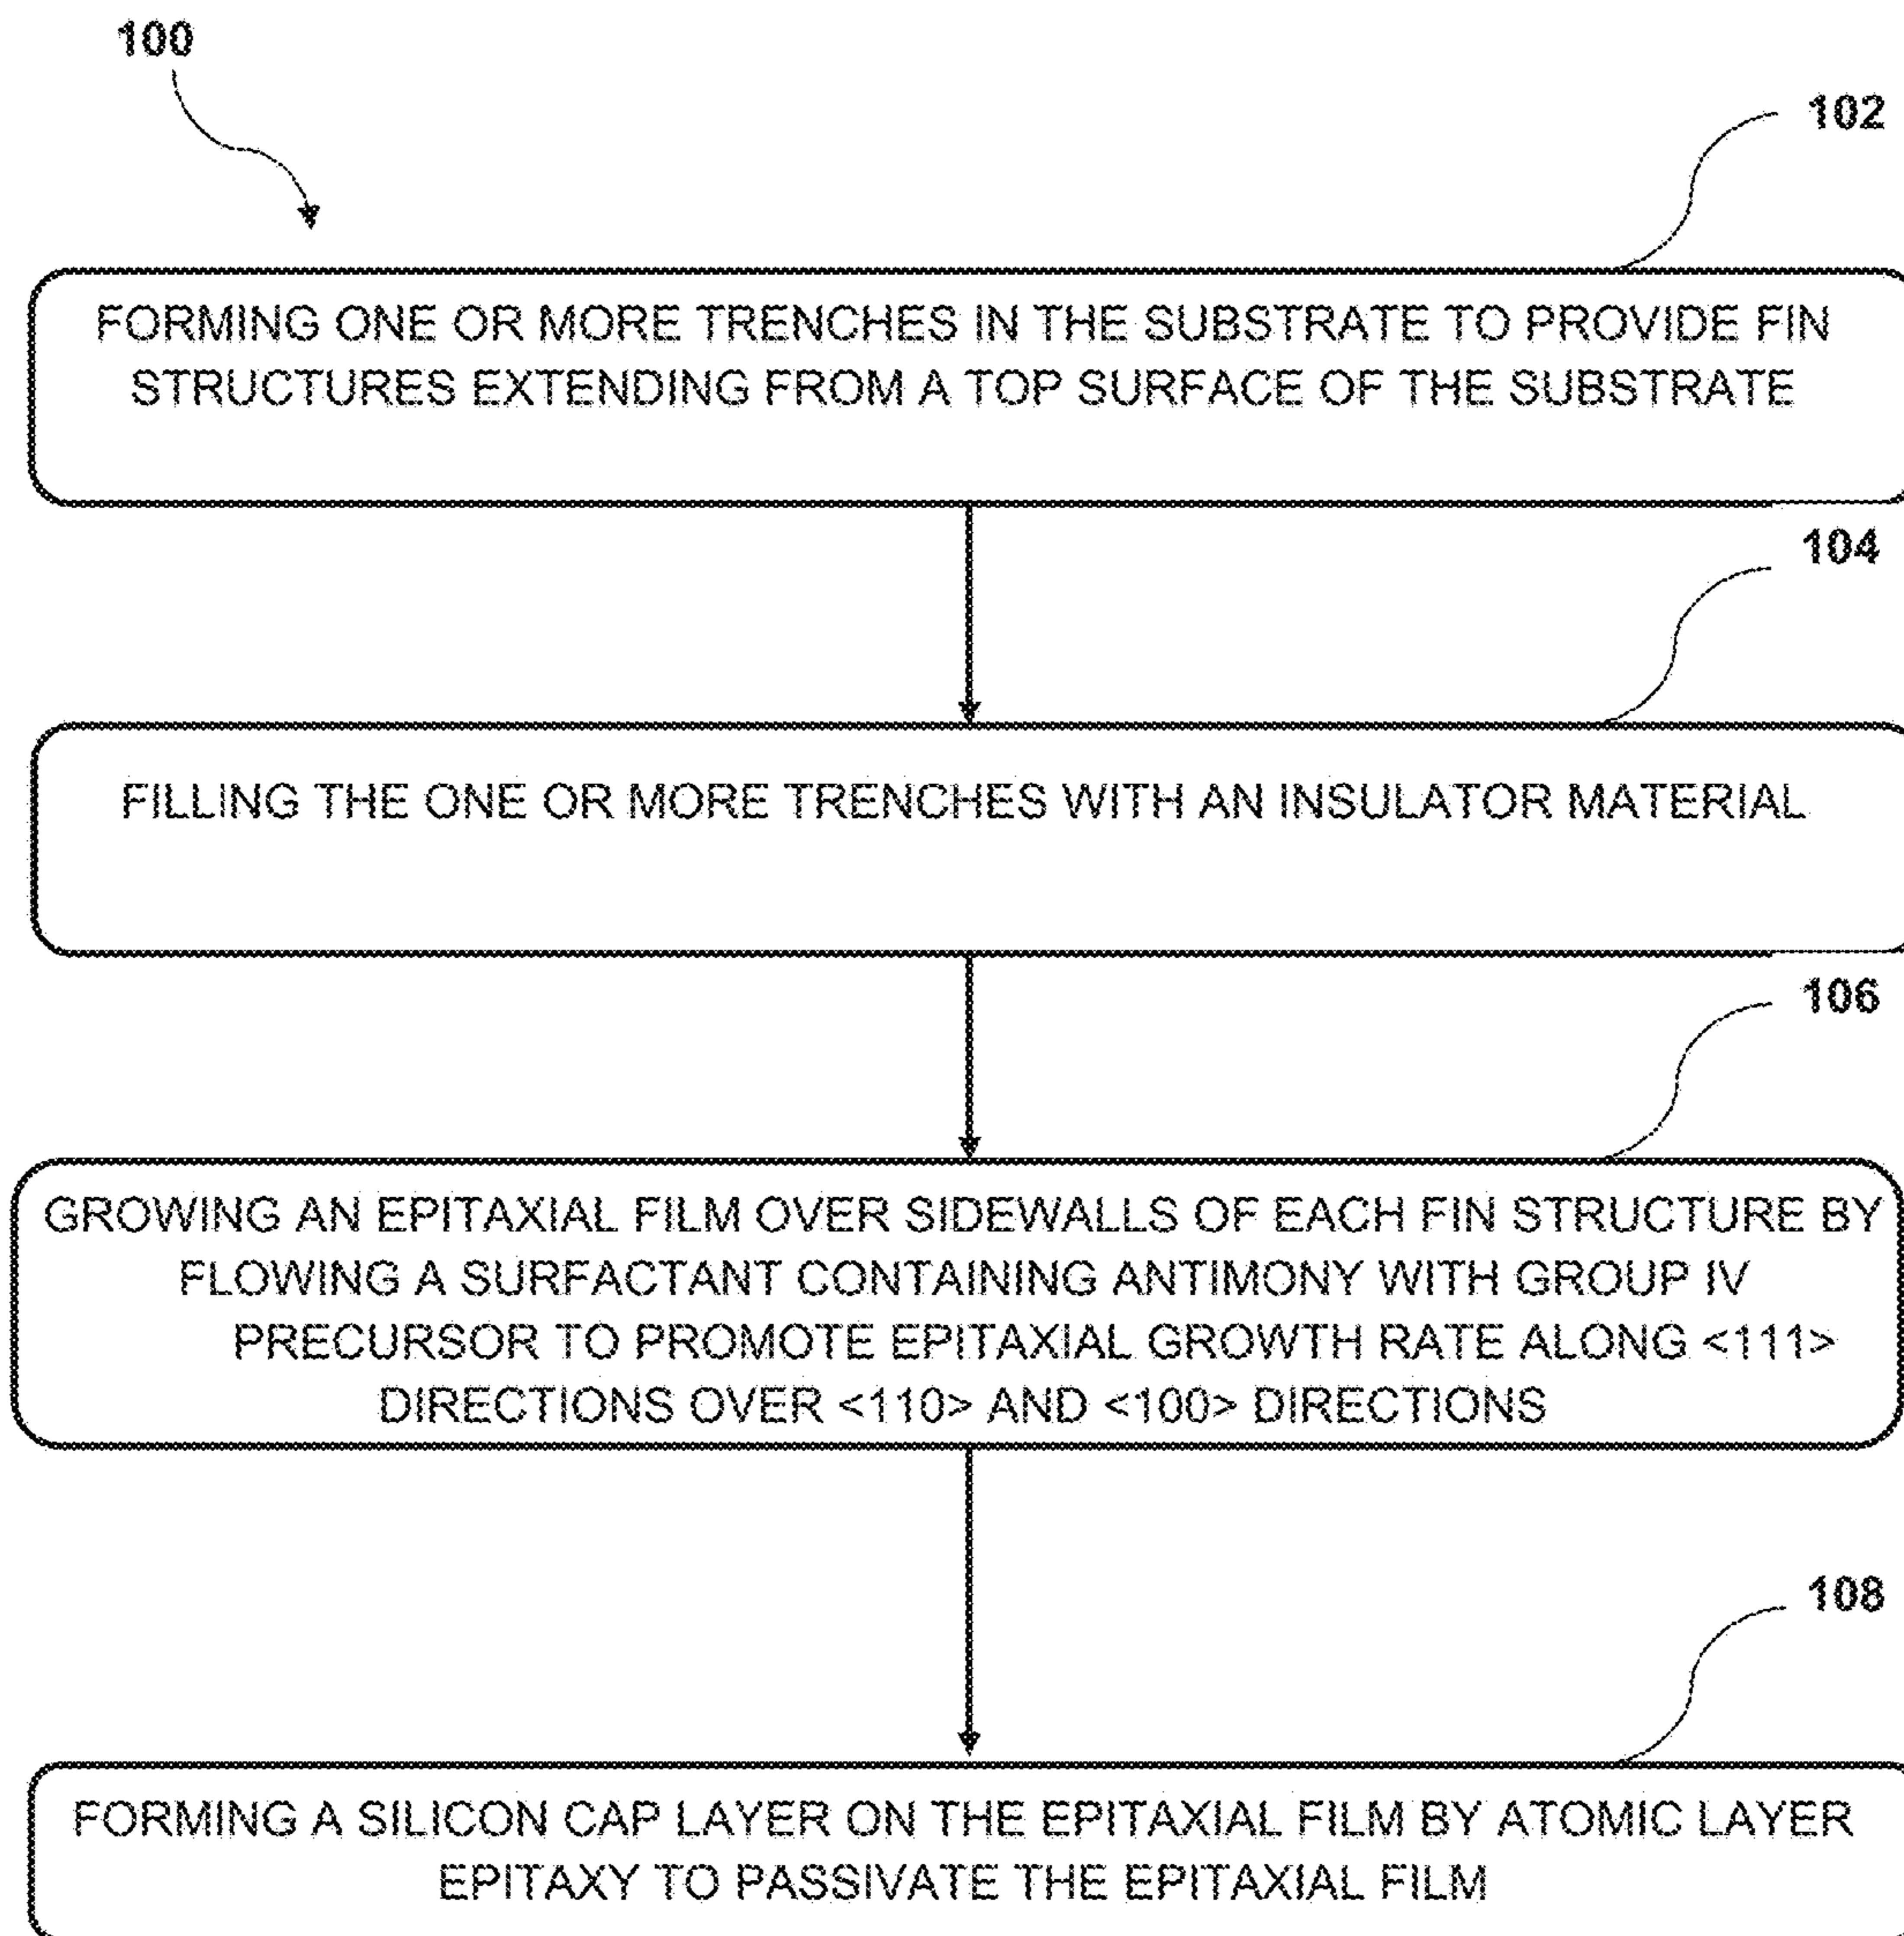 100
102
FORMING ONE OR MORE TRENCHES IN THE SUBSTRATE TO PROVIDE FIN
STRUCTURES EXTENDING FROM A TOP SURFACE OF THE SUBSTRATE
104
FILLING THE ONE OR MORE TRENCHES WITH AN INSULATOR MATERIAL
106
GROWING AN EPITAXIAL FILM OVER SIDEWALLS OF EACH FIN STRUCTURE BY
FLOWING A SURFACTANT CONTAINING ANTIMONY WITH GROUP IV
PRECURSOR TO PROMOTE EPITAXIAL GROWTH RATE ALONG <111>
DIRECTIONS OVER <110> AND <100> DIRECTIONS
108
FORMING A SILICON CAP LAYER ON THE EPITAXIAL FILM BY ATOMIC LAYER
EPITAXY TO PASSIVATE THE EPITAXIAL FILM